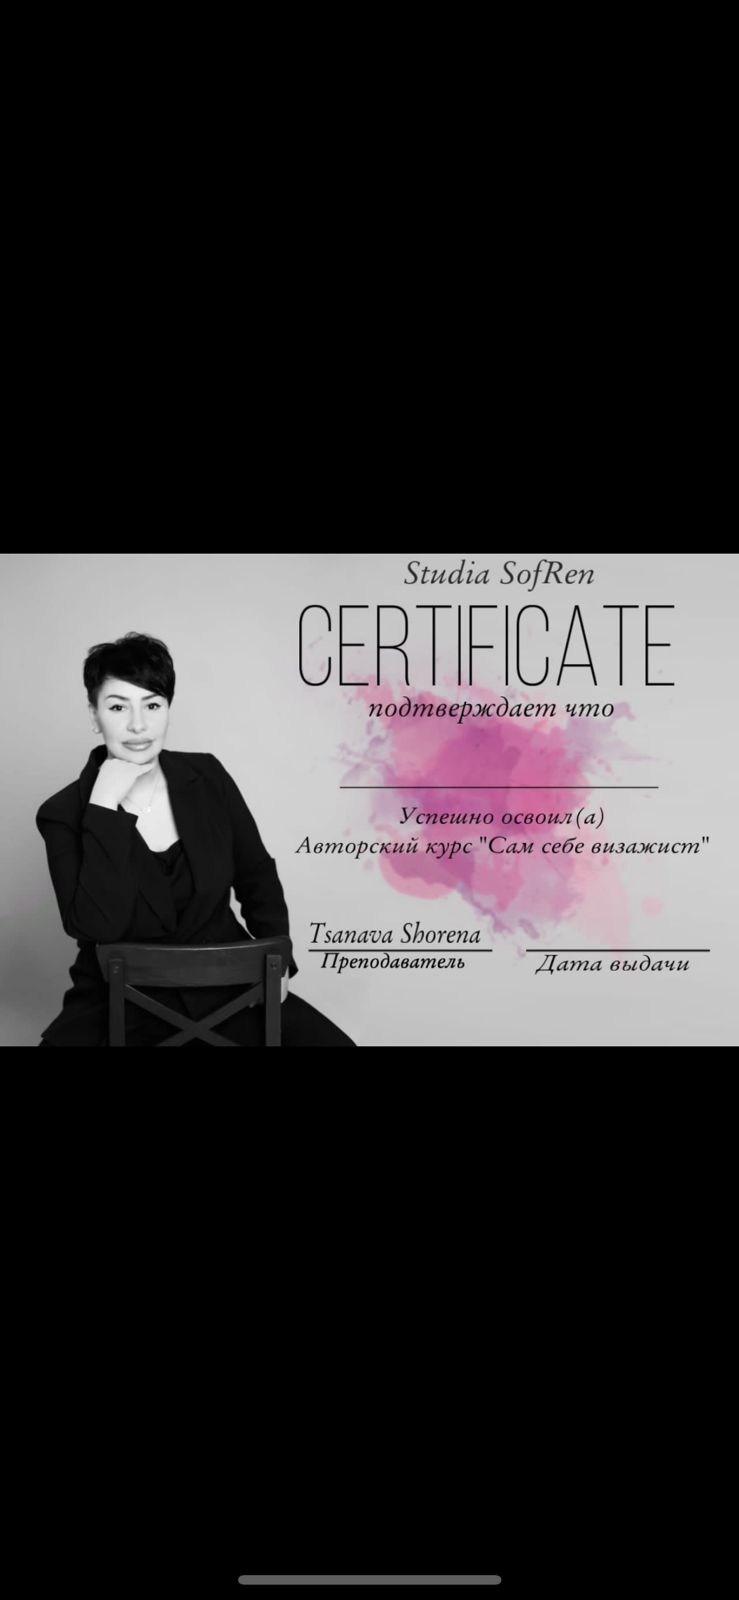 Studia SofRen
CERTIFICATE
подтверждает что
Успешно освоил(а)
Авторский курс "Сам себе визажист"
Tsanava Shorena
Преподаватель
Дата выдачи